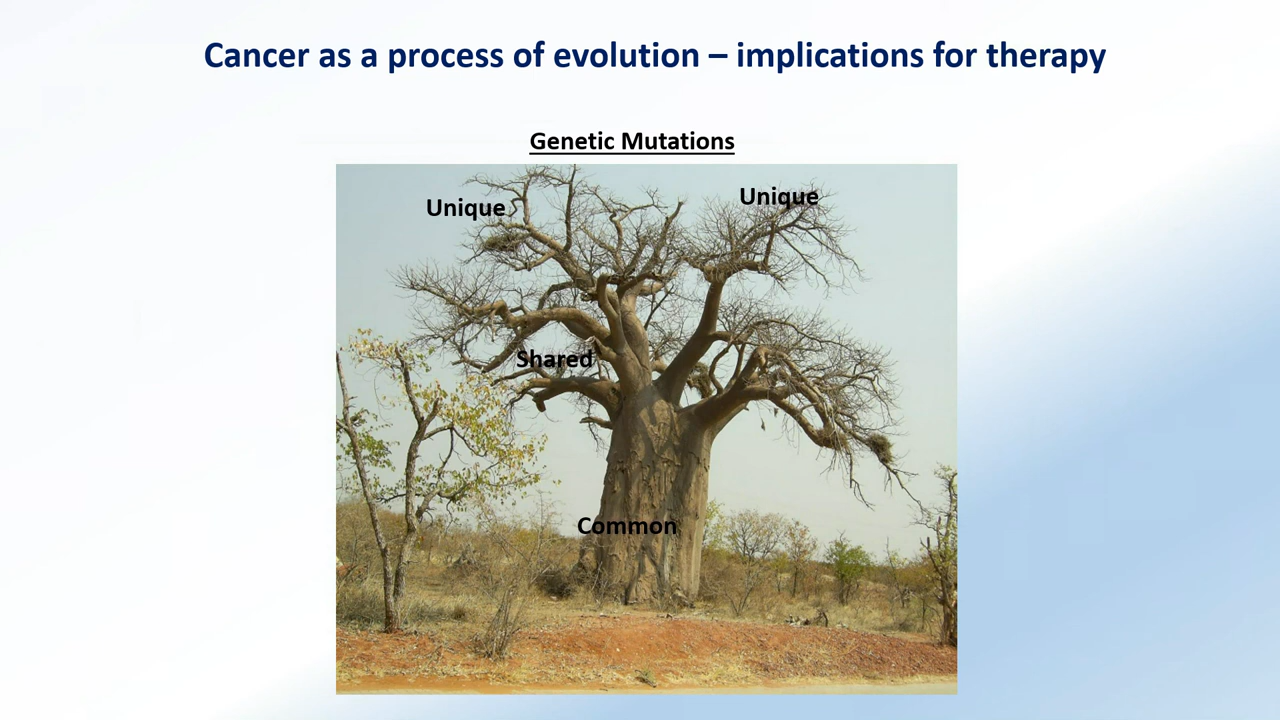 Cancer as a process of evolution – implications for therapy
Genetic Mutations
Unique
Unique
Shared
Common